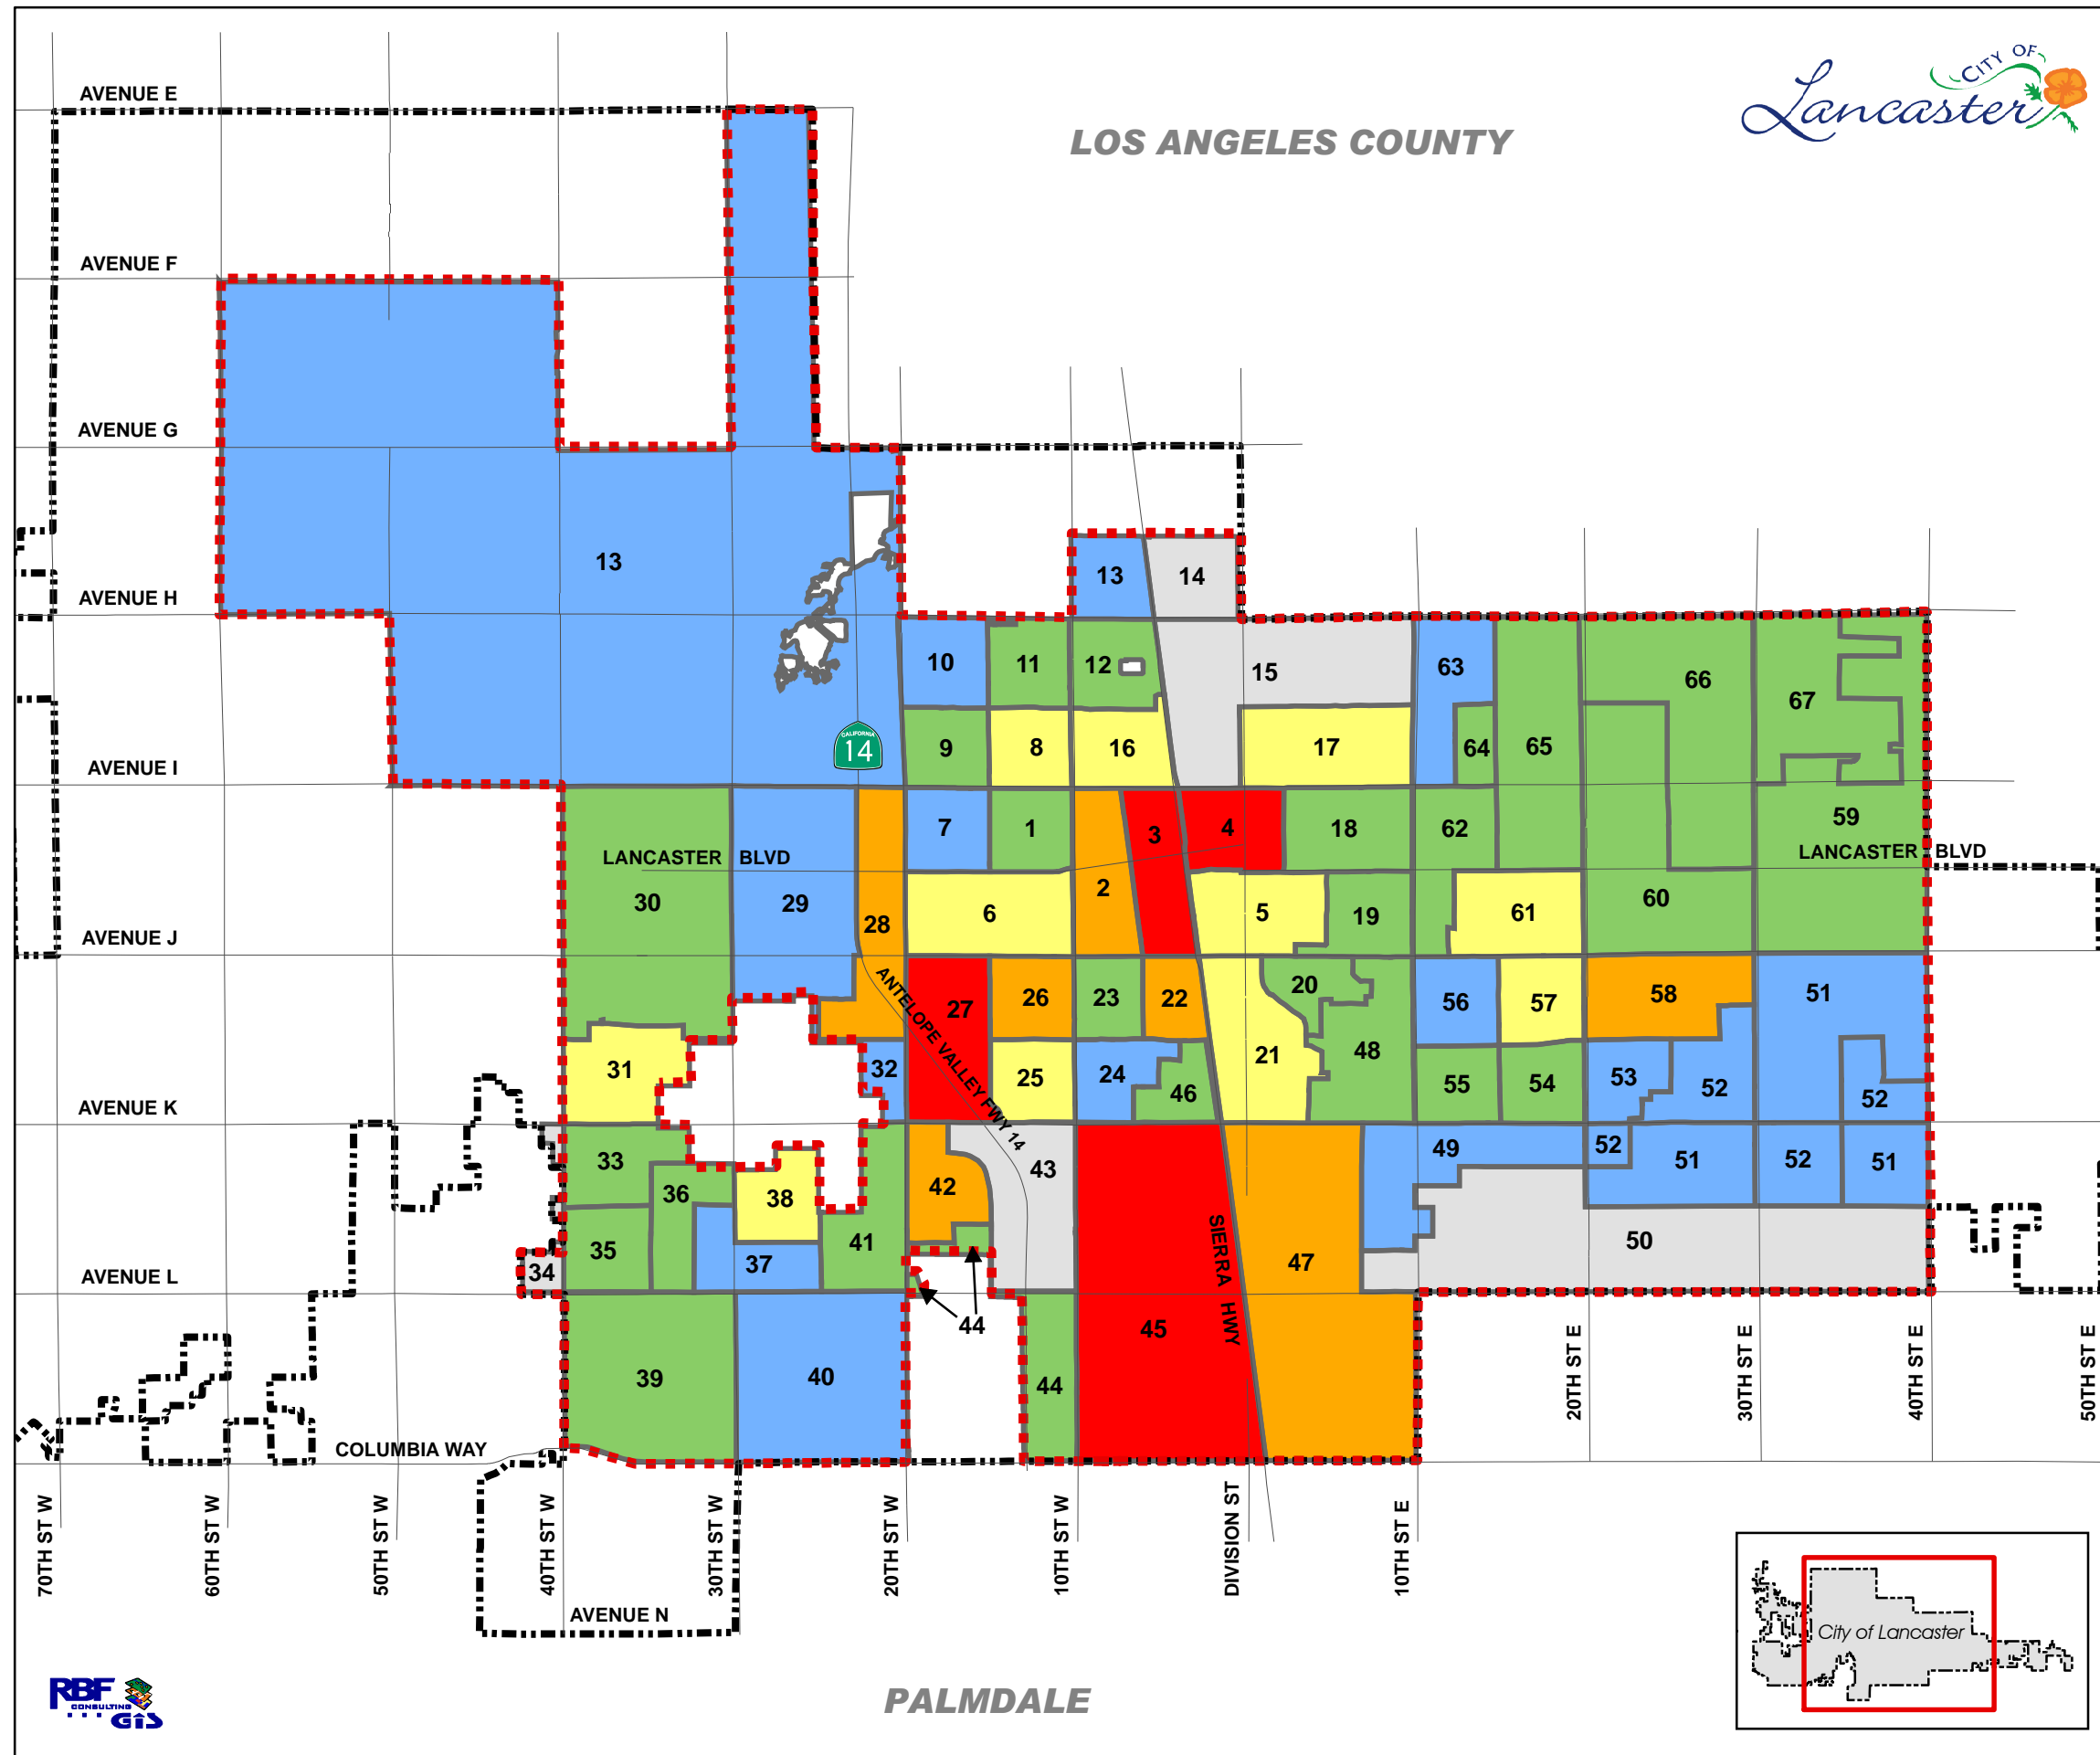 CITY OF
Lancaster
AVENUE E
LOS ANGELES COUNTY
AVENUE F
AVENUE G
13
13
14
AVENUE H
10
11
12
15
63
66
67
CALIFORNIA
14
9
8
16
17
64
65
AVENUE I
7
1
3
4
18
62
59
LANCASTER BLVD
LANCASTER BLVD
30
29
28
6
2
5
19
61
60
AVENUE J
ANTELOPE VALLEY FWY 14
27
26
23
22
20
56
57
58
51
31
32
25
24
46
21
48
55
54
53
52
52
AVENUE K
33
36
38
42
43
49
52
51
52
51
35
34
37
41
SIERRA HWY
47
50
AVENUE L
44
45
39
40
44
COLUMBIA WAY
20TH ST E
30TH ST E
40TH ST E
50TH ST E
70TH ST W
60TH ST W
50TH ST W
40TH ST W
30TH ST W
20TH ST W
10TH ST W
DIVISION ST
10TH ST E
AVENUE N
City of Lancaster
RBF
CONSULTING
GIS
PALMDALE